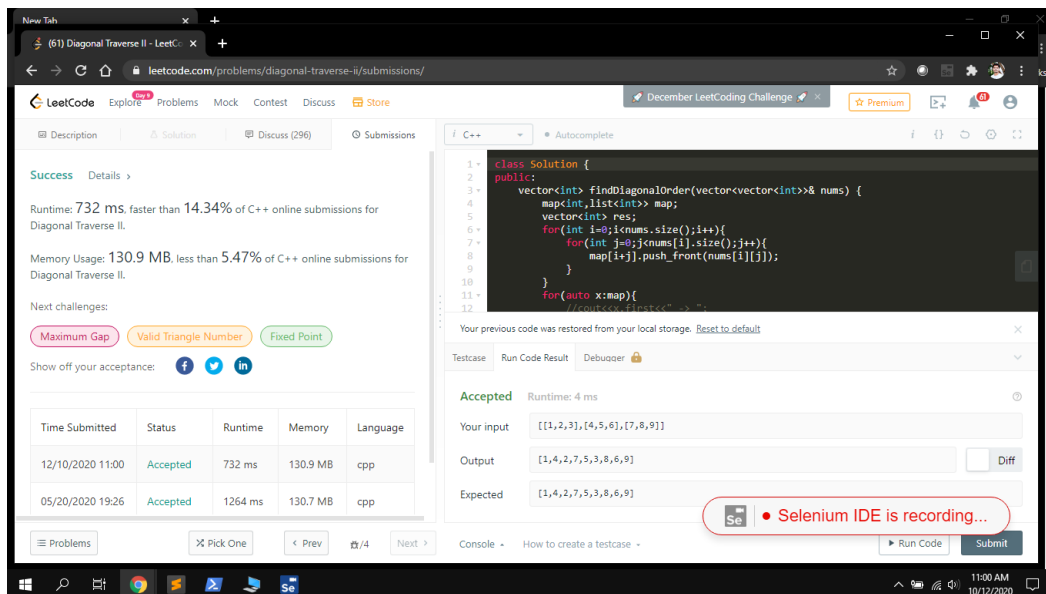 New Tab
(61) Diagonal Traverse II - LeetCo
leetcode.com/problems/diagonal-traverse-ii/submissions/
LeetCode Explore Day 9 Problems Mock Contest Discuss Store
December LeetCoding Challenge
Premium
61
Description Solution Discuss (296) Submissions
i C++ Autocomplete
Success Details >
Runtime: 732 ms, faster than 14.34% of C++ online submissions for
Diagonal Traverse II.
Memory Usage: 130.9 MB, less than 5.47% of C++ online submissions for
Diagonal Traverse II.
Next challenges:
Maximum Gap Valid Triangle Number Fixed Point
Show off your acceptance:
Time Submitted Status Runtime Memory Language
12/10/2020 11:00 Accepted 732 ms 130.9 MB cpp
05/20/2020 19:26 Accepted 1264 ms 130.7 MB cpp
Problems Pick One < Prev /4 Next >
1 class Solution {
2 public:
3 vector<int> findDiagonalOrder(vector<vector<int>>& nums) {
4 map<int,list<int>> map;
5 vector<int> res;
6 for(int i=0;i<nums.size();i++){
7 for(int j=0;j<nums[i].size();j++){
8 map[i+j].push_front(nums[i][j]);
9 }
10 }
11 for(auto x:map){
12 //cout<<x.first<<" -> ";
Your previous code was restored from your local storage. Reset to default
Testcase Run Code Result Debugger
Accepted Runtime: 4 ms
Your input [[1,2,3],[4,5,6],[7,8,9]]
Output [1,4,2,7,5,3,8,6,9]
Diff
Expected [1,4,2,7,5,3,8,6,9]
Se Selenium IDE is recording...
Console How to create a testcase
Run Code Submit
Se
11:00 AM
10/12/2020